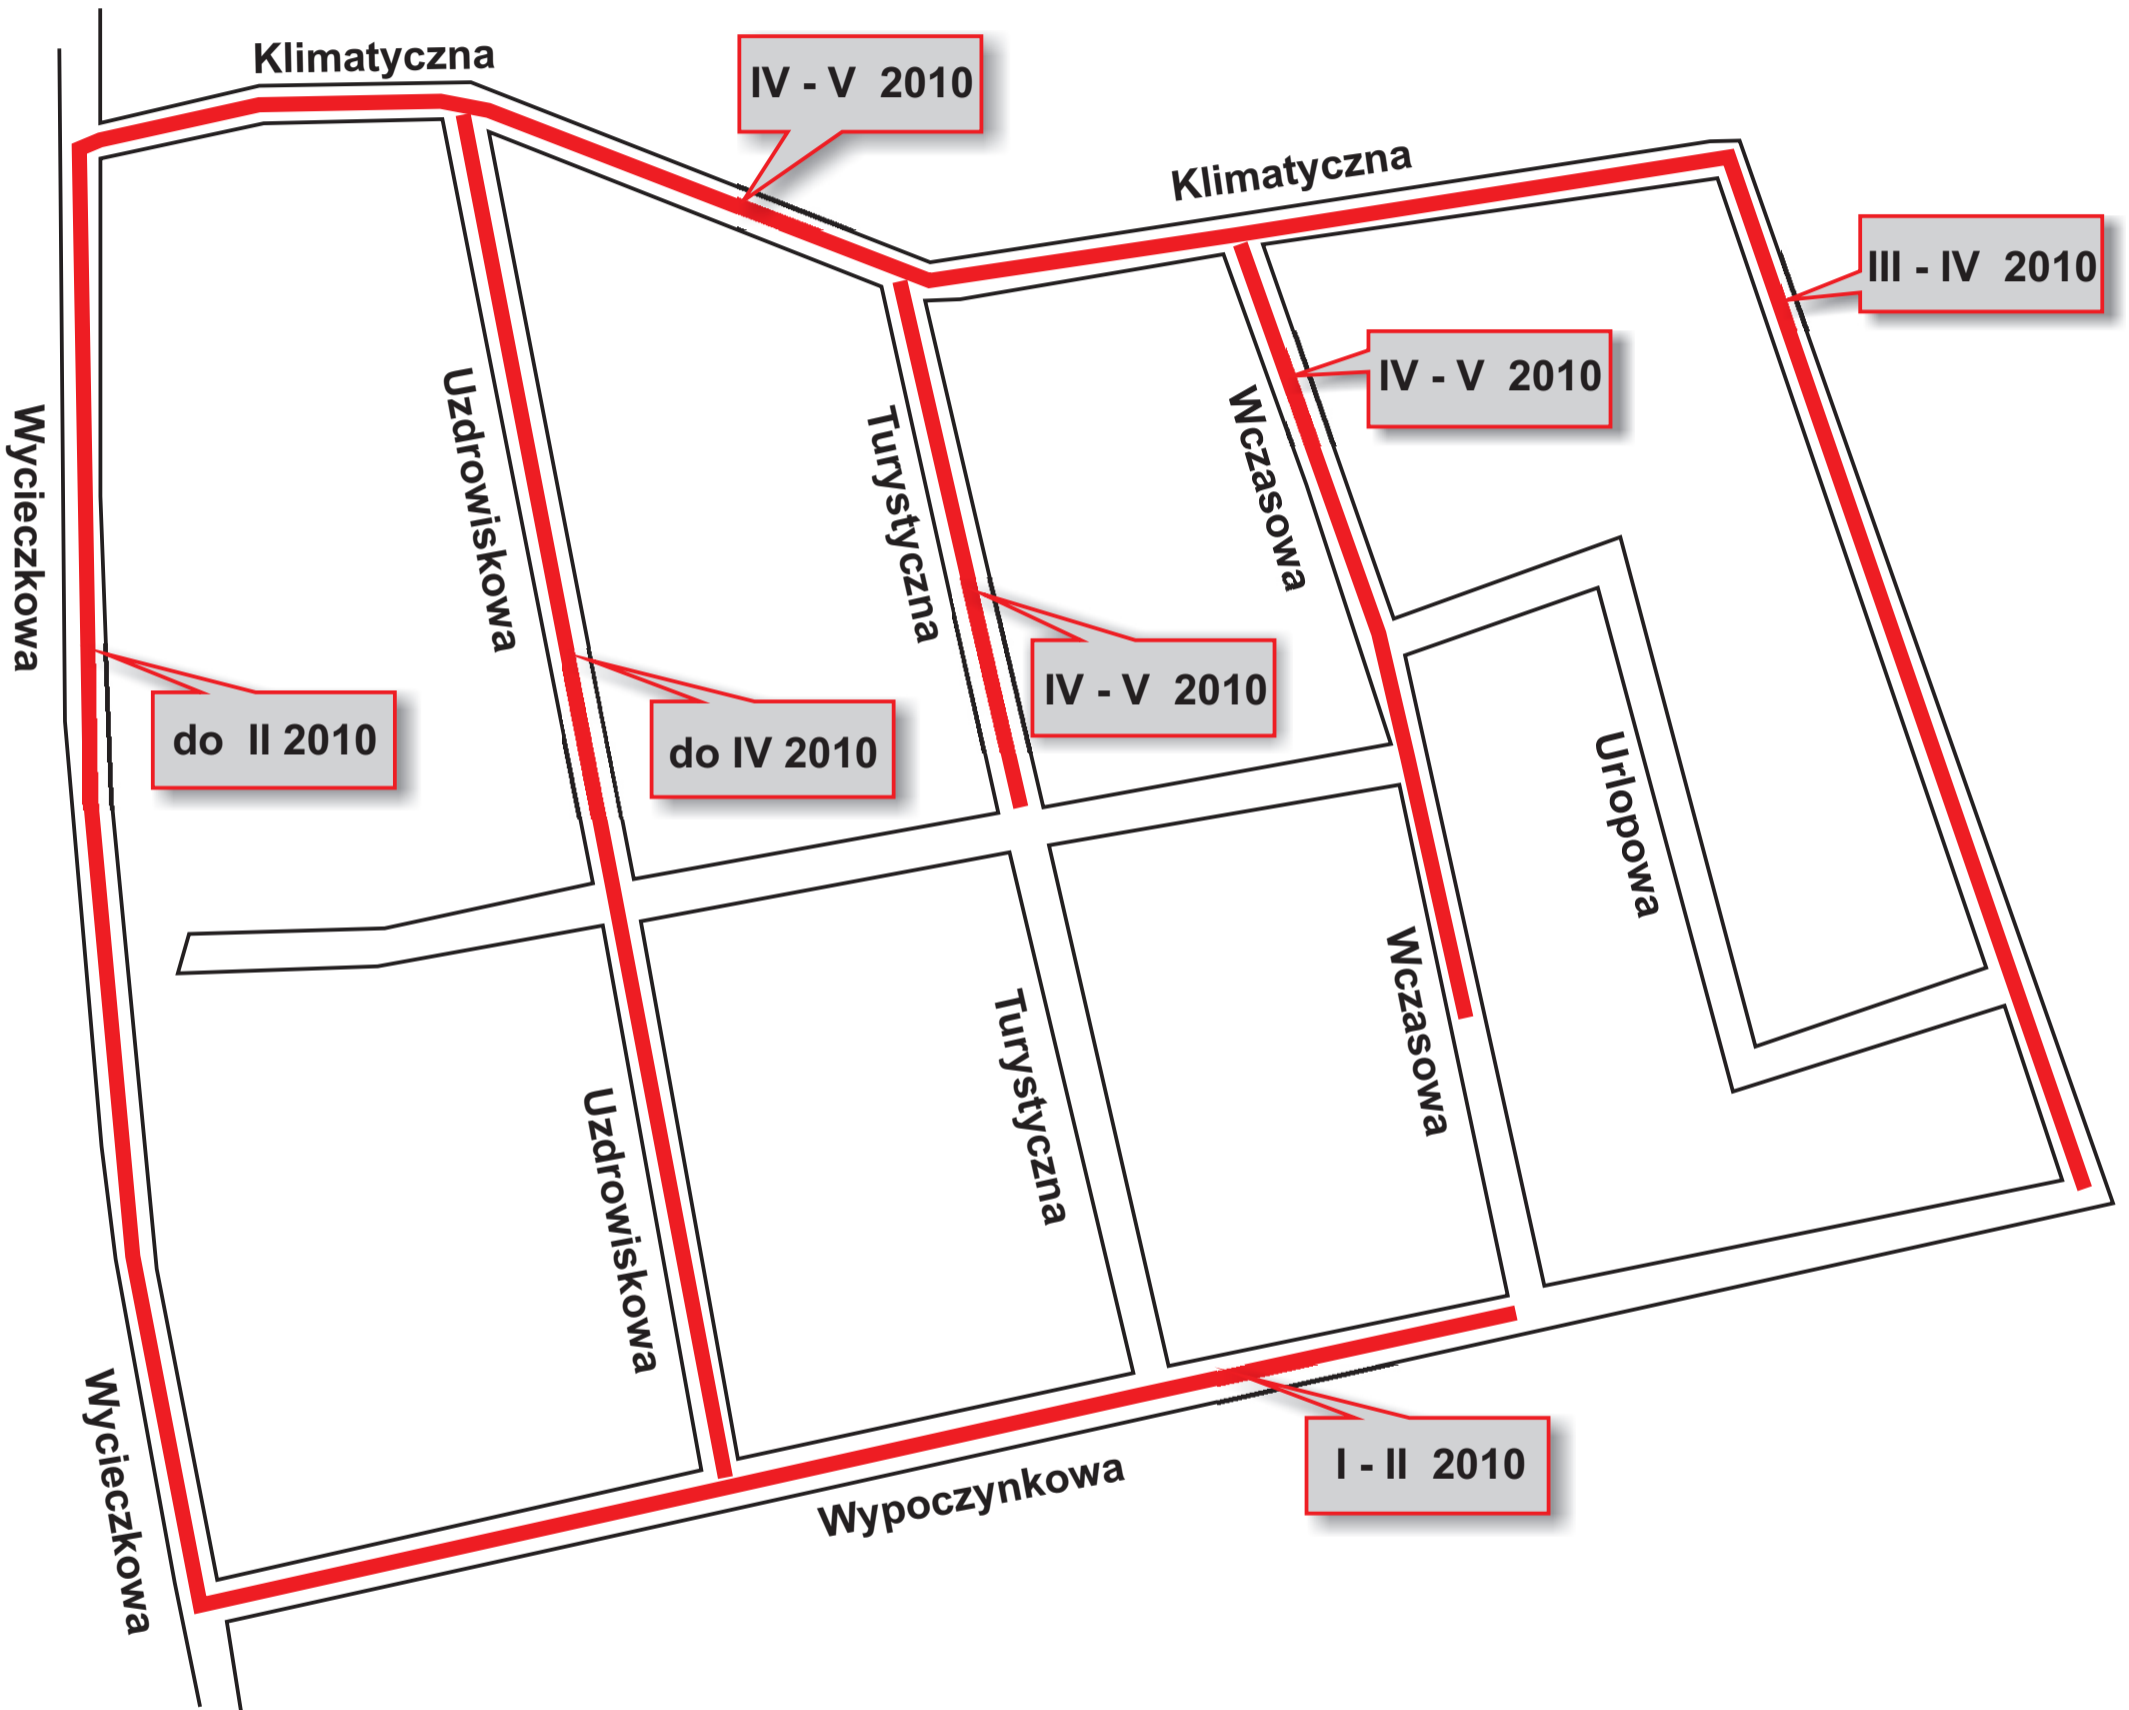 Klimatyczna
IV - V 2010
Klimatyczna
III - IV 2010
IV - V 2010
Wycieczkowa
Uzdrowiskowa
Turystyczna
Wczasowa
IV - V 2010
do II 2010
do IV 2010
Urlopowa
Wczasowa
Turystyczna
Uzdrowiskowa
Wycieczkowa
I - II 2010
Wypoczynkowa